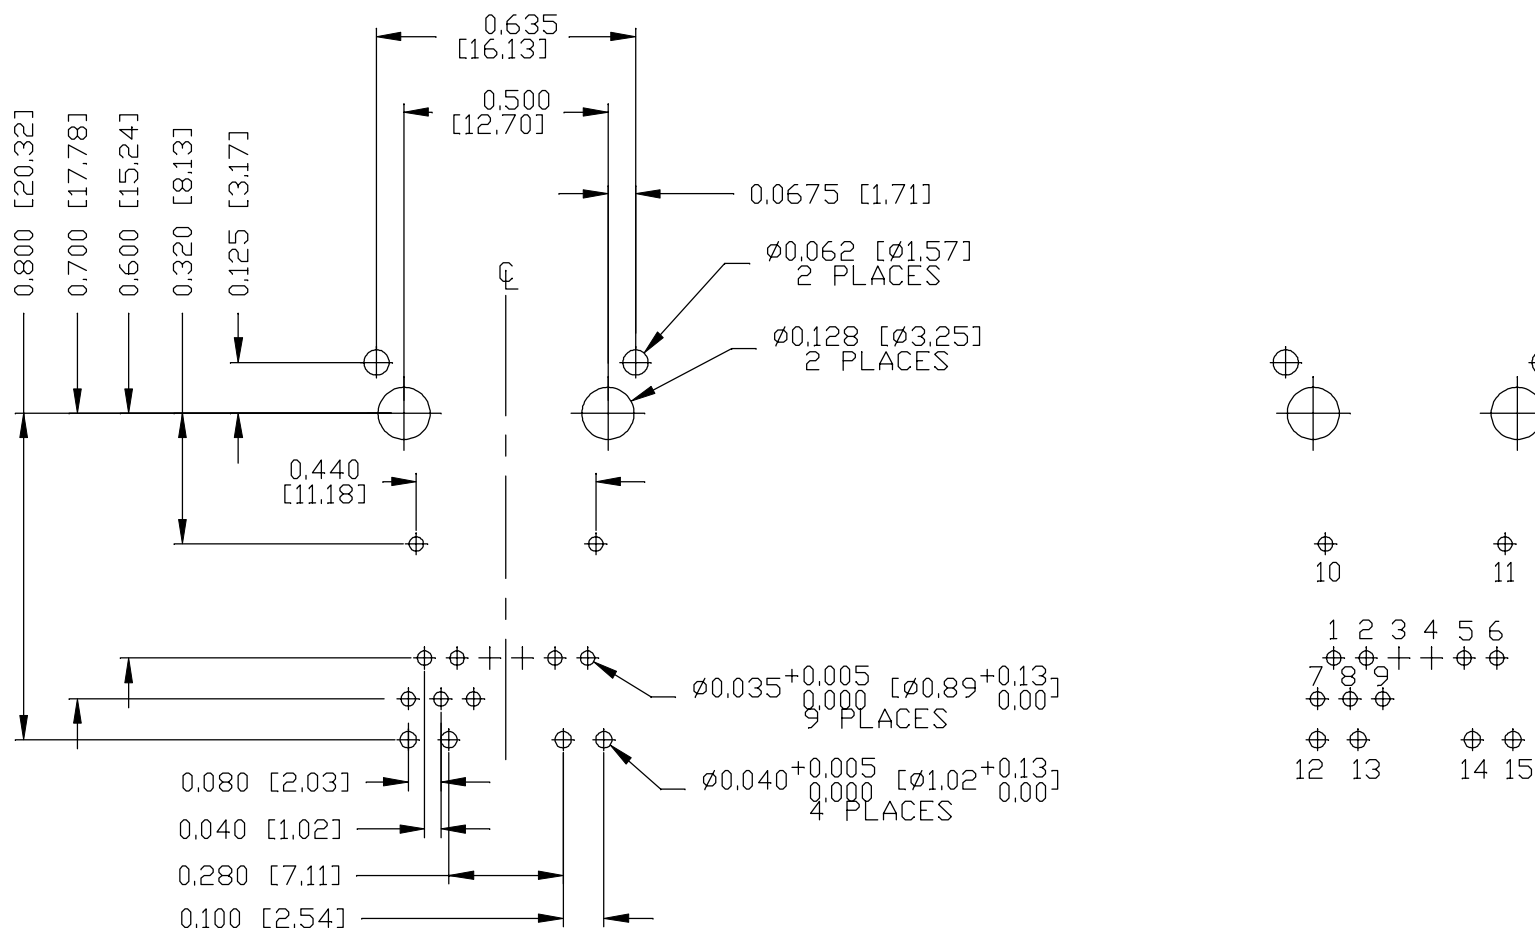 0.635
[16.13]
0.500
[12.70]
0.800 [20.32]
0.700 [17.78]
0.600 [15.24]
0.320 [8.13]
0.125 [3.17]
0.0675 [1.71]
℄
Ø0.062 [Ø1.57]
2 PLACES
Ø0.128 [Ø3.25]
2 PLACES
0.440
[11.18]
10 11
1 2 3 4 5 6
7 8 9
Ø0.035 +0.005 0.000 [Ø0.89 +0.13 0.00]
9 PLACES
12 13 14 15
Ø0.040 +0.005 0.000 [Ø1.02 +0.13 0.00]
4 PLACES
0.080 [2.03]
0.040 [1.02]
0.280 [7.11]
0.100 [2.54]